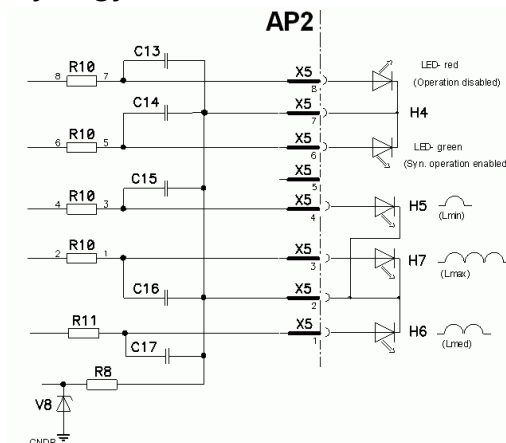 AP2
C13
X5
LED- red
8
R10
7
8
(Operation disabled)
C14
X5
7
H4
6
R10
5
X5
6
LED- green
(Syn. operation enabled
X5
5
C15
4
R10
3
X5
4
H5
(Lmin)
2
R10
1
X5
3
H7
(Lmax)
C16
X5
2
R11
X5
1
H6
(Lmed)
C17
R8
V8